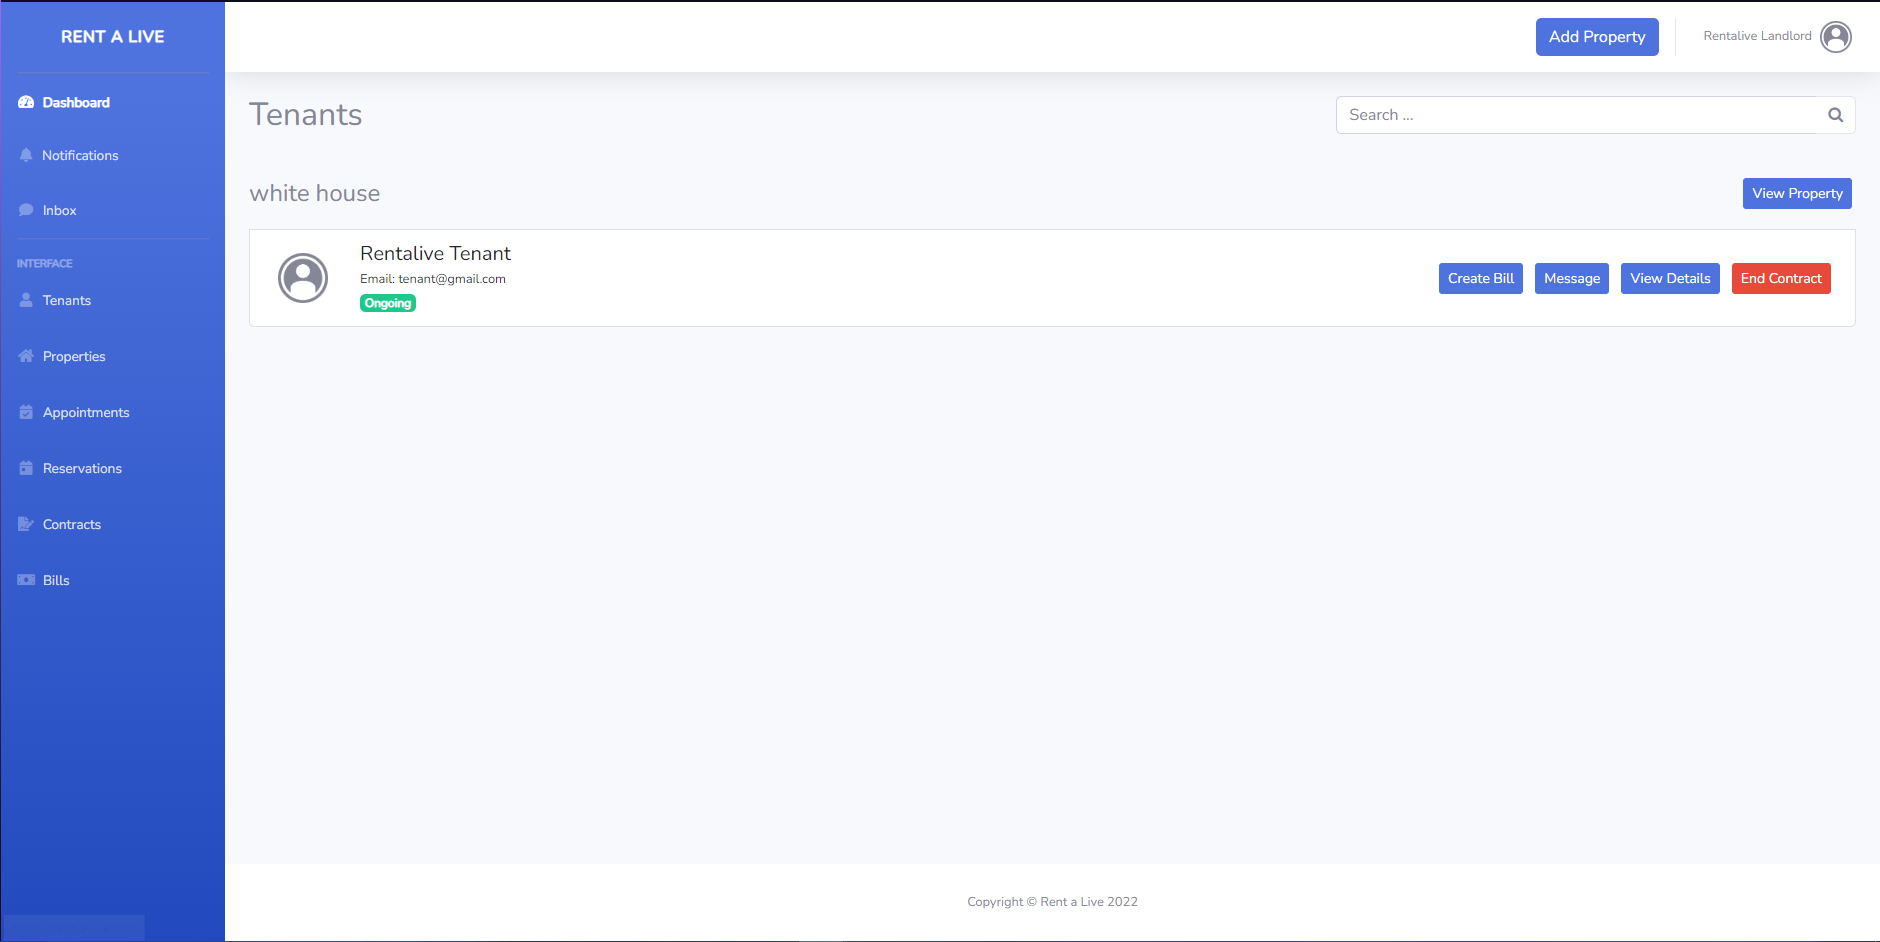 RENT A LIVE
Dashboard
Notifications
Inbox
INTERFACE
Tenants
Properties
Appointments
Reservations
Contracts
Bills
Add Property
Rentalive Landlord
Tenants
Search ...
white house
View Property
Rentalive Tenant
Email: tenant@gmail.com
Ongoing
Create Bill Message View Details End Contract
Copyright © Rent a Live 2022